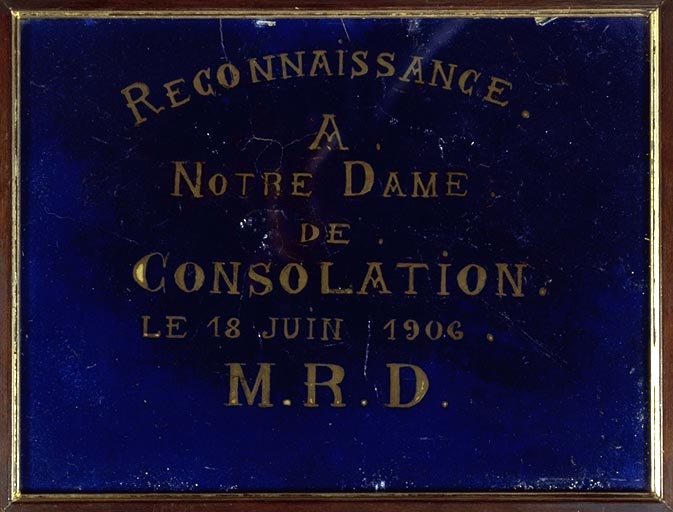 RECONNAISSANCE.
A.
NOTRE DAME.
DE.
CONSOLATION.
LE 18 JUIN 1906.
M.R.D.